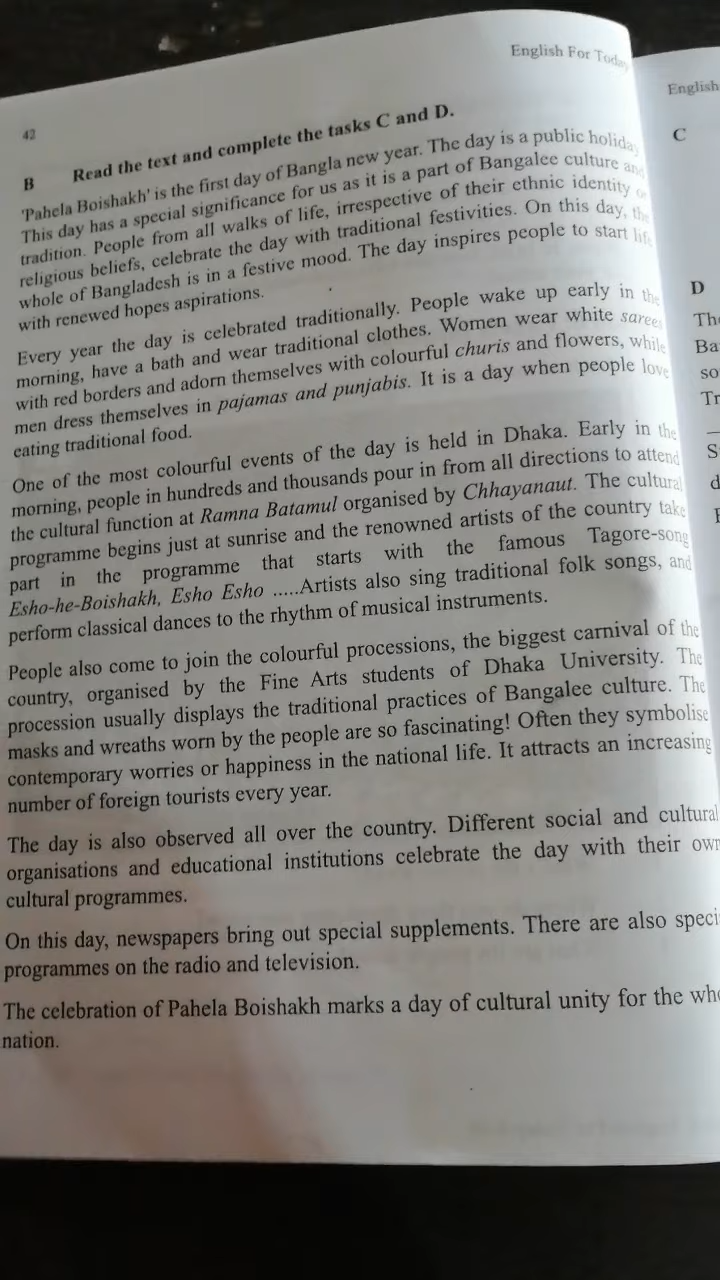 English For Today
42
B Read the text and complete the tasks C and D.
'Pahela Boishakh' is the first day of Bangla new year. The day is a public holiday
This day has a special significance for us as it is a part of Bangalee culture and
tradition. People from all walks of life, irrespective of their ethnic identity or
religious beliefs, celebrate the day with traditional festivities. On this day, the
whole of Bangladesh is in a festive mood. The day inspires people to start life
with renewed hopes aspirations.
Every year the day is celebrated traditionally. People wake up early in the
morning, have a bath and wear traditional clothes. Women wear white sarees
with red borders and adorn themselves with colourful churis and flowers, while
men dress themselves in pajamas and punjabis. It is a day when people love
eating traditional food.
One of the most colourful events of the day is held in Dhaka. Early in the
morning, people in hundreds and thousands pour in from all directions to attend
the cultural function at Ramna Batamul organised by Chhayanaut. The cultural
programme begins just at sunrise and the renowned artists of the country take
part in the programme that starts with the famous Tagore-song
Esho-he-Boishakh, Esho Esho .....Artists also sing traditional folk songs, and
perform classical dances to the rhythm of musical instruments.
People also come to join the colourful processions, the biggest carnival of the
country, organised by the Fine Arts students of Dhaka University. The
procession usually displays the traditional practices of Bangalee culture. The
masks and wreaths worn by the people are so fascinating! Often they symbolise
contemporary worries or happiness in the national life. It attracts an increasing
number of foreign tourists every year.
The day is also observed all over the country. Different social and cultural
organisations and educational institutions celebrate the day with their own
cultural programmes.
On this day, newspapers bring out special supplements. There are also speci
programmes on the radio and television.
The celebration of Pahela Boishakh marks a day of cultural unity for the who
nation.
English
C
D
The
Ba
so
Tr
S
d